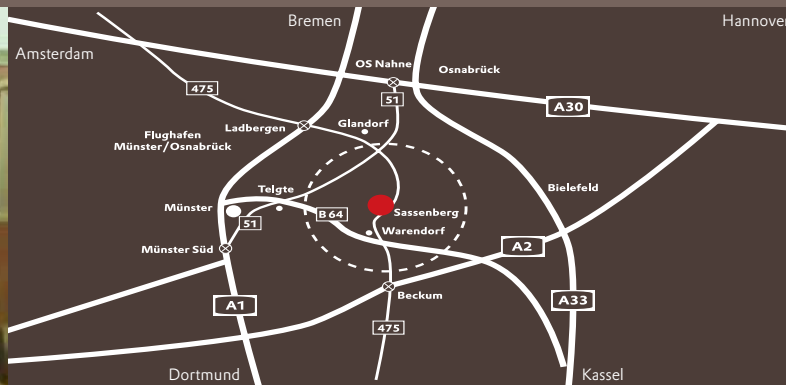 Bremen
Hannover
Amsterdam
OS Nahne
Osnabrück
475
51
A30
Ladbergen
Glandorf
Flughafen
Münster/Osnabrück
Telgte
Bielefeld
Münster
B 64
Sassenberg
51
Warendorf
Münster Süd
A2
Beckum
A1
A33
475
Dortmund
Kassel